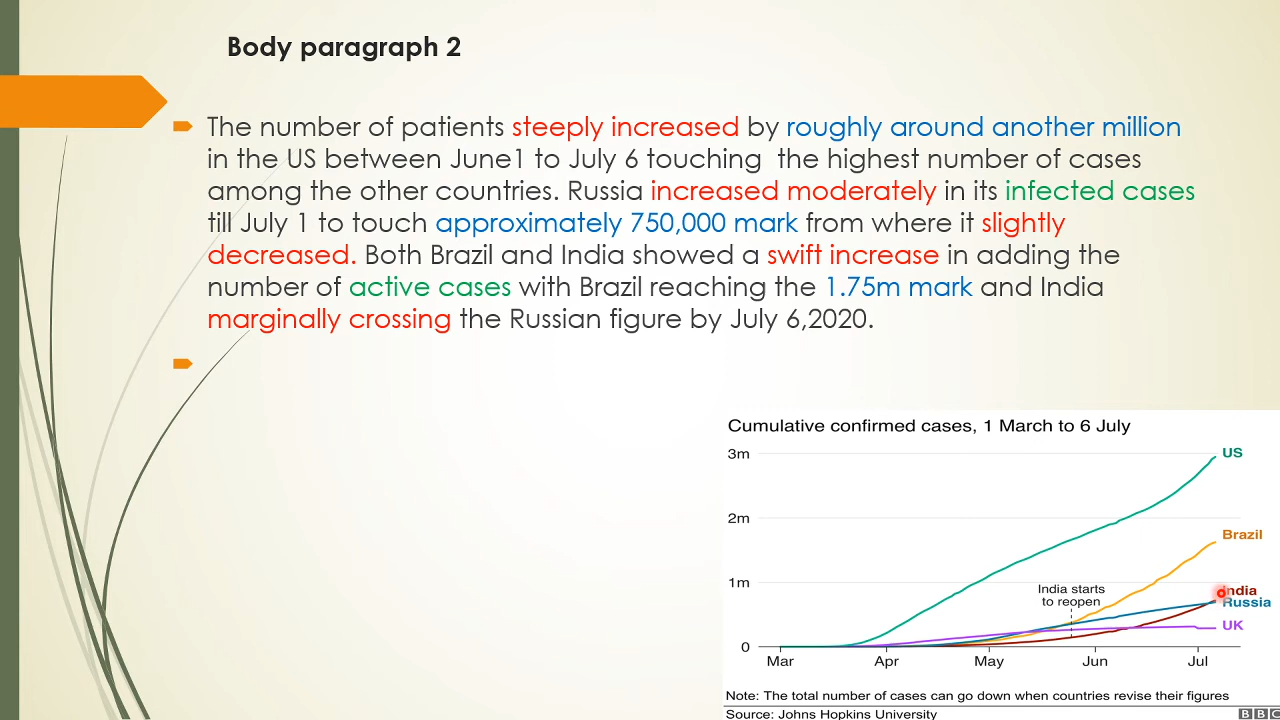 Body paragraph 2
The number of patients steeply increased by roughly around another million
in the US between June1 to July 6 touching the highest number of cases
among the other countries. Russia increased moderately in its infected cases
till July 1 to touch approximately 750,000 mark from where it slightly
decreased. Both Brazil and India showed a swift increase in adding the
number of active cases with Brazil reaching the 1.75m mark and India
marginally crossing the Russian figure by July 6,2020.
Cumulative confirmed cases, 1 March to 6 July
3m
US
2m
Brazil
1m
India starts
to reopen
India
Russia
UK
0
Mar Apr May Jun Jul
Note: The total number of cases can go down when countries revise their figures
Source: Johns Hopkins University
BBC